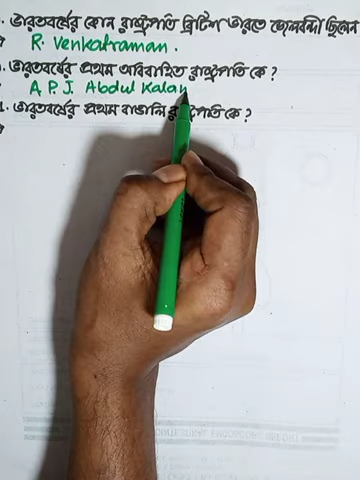 ভারতবর্ষের কোন রাষ্ট্রপতি ব্রিটিশ ভারতে জেলবন্দী ছিলেন
R. Venkatraman.
ভারতবর্ষের প্রথম অবিবাহিত রাষ্ট্রপতি কে?
A.P.J. Abdul Kalam
ভারতবর্ষের প্রথম বাঙালি রাষ্ট্রপতি কে?